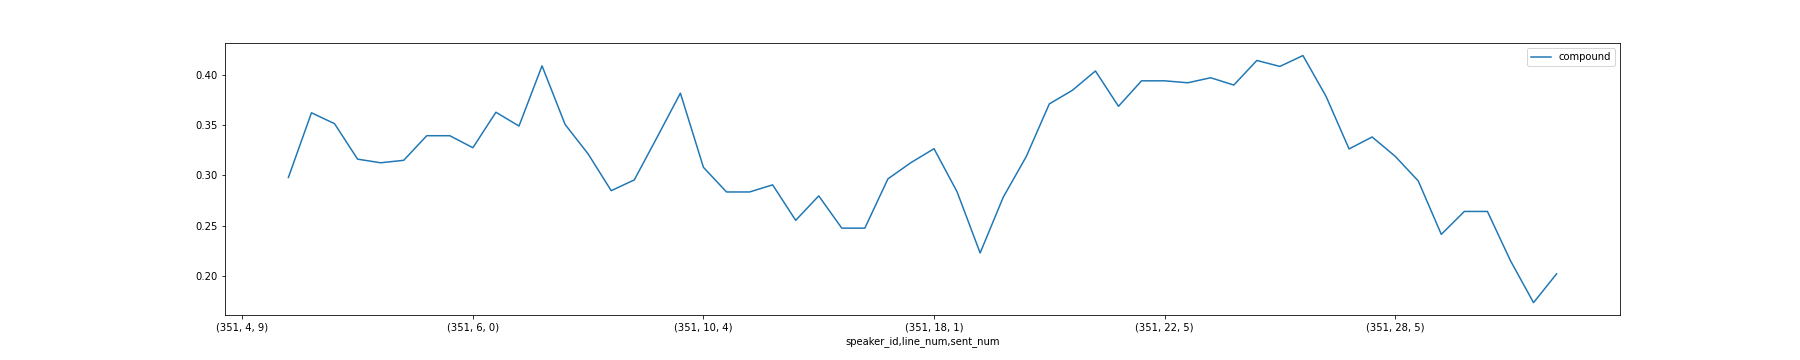 compound
0.40
0.35
0.30
0.25
0.20
(351, 4, 9) (351, 6, 0) (351, 10, 4) (351, 18, 1) (351, 22, 5) (351, 28, 5)
speaker_id,line_num,sent_num